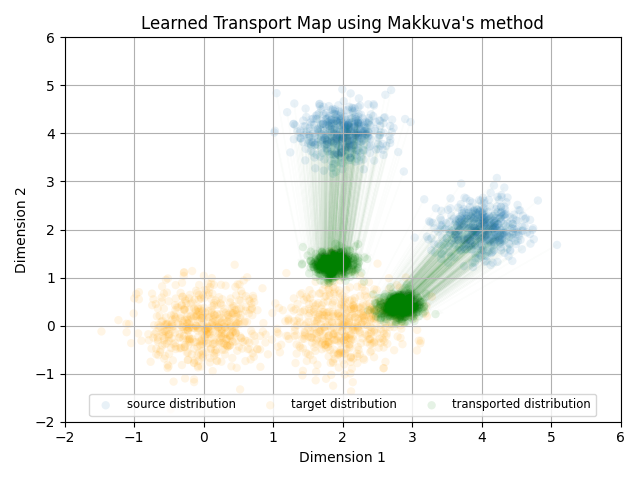 Learned Transport Map using Makkuva's method
6
5
4
3
2
1
0
−1
−2
Dimension 2
source distribution target distribution transported distribution
−2 −1 0 1 2 3 4 5 6
Dimension 1